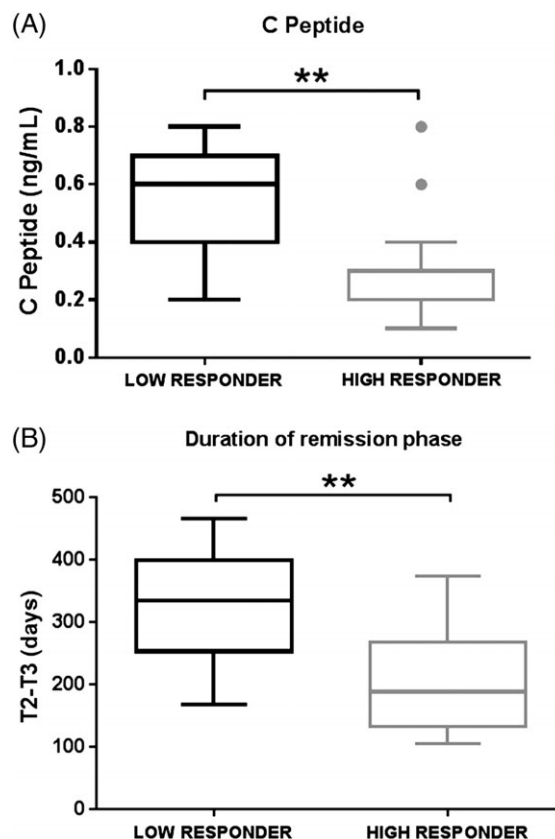 (A)
C Peptide
**
C Peptide (ng/mL)
1.0
0.8
0.6
0.4
0.2
0.0
LOW RESPONDER
HIGH RESPONDER
(B)
Duration of remission phase
**
T2-T3 (days)
500
400
300
200
100
0
LOW RESPONDER
HIGH RESPONDER